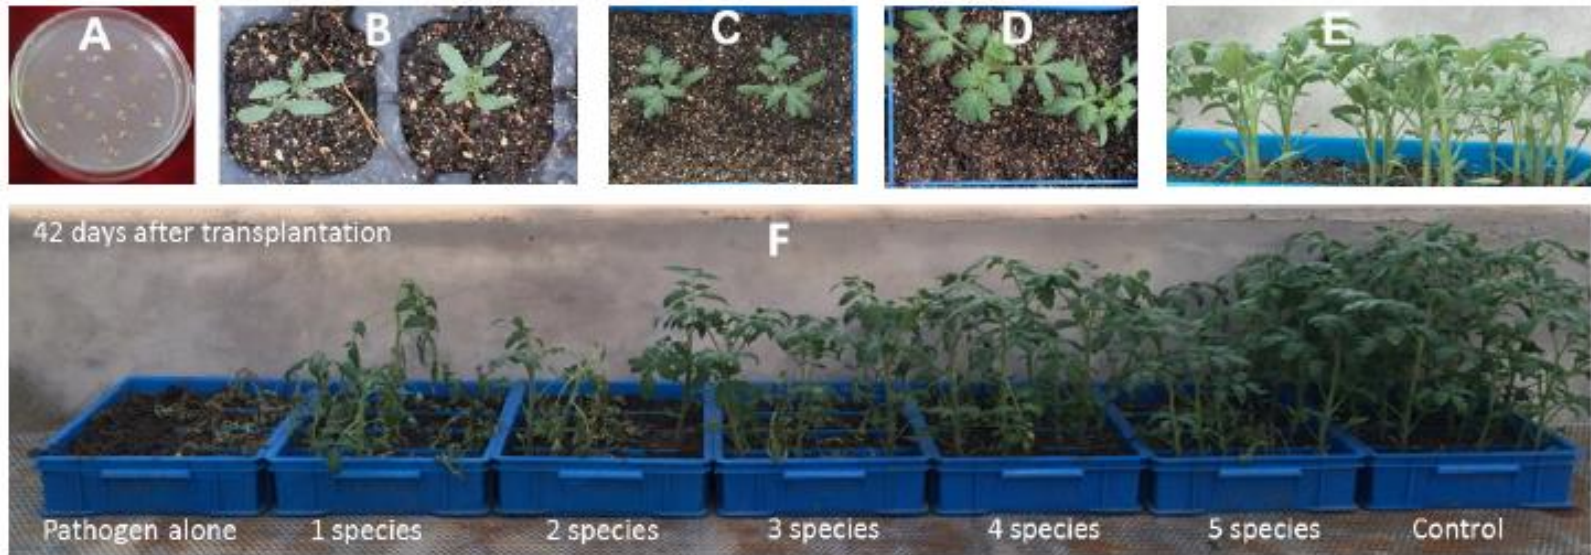 A
B
C
D
E
42 days after transplantation
F
Pathogen alone
1 species
2 species
3 species
4 species
5 species
Control